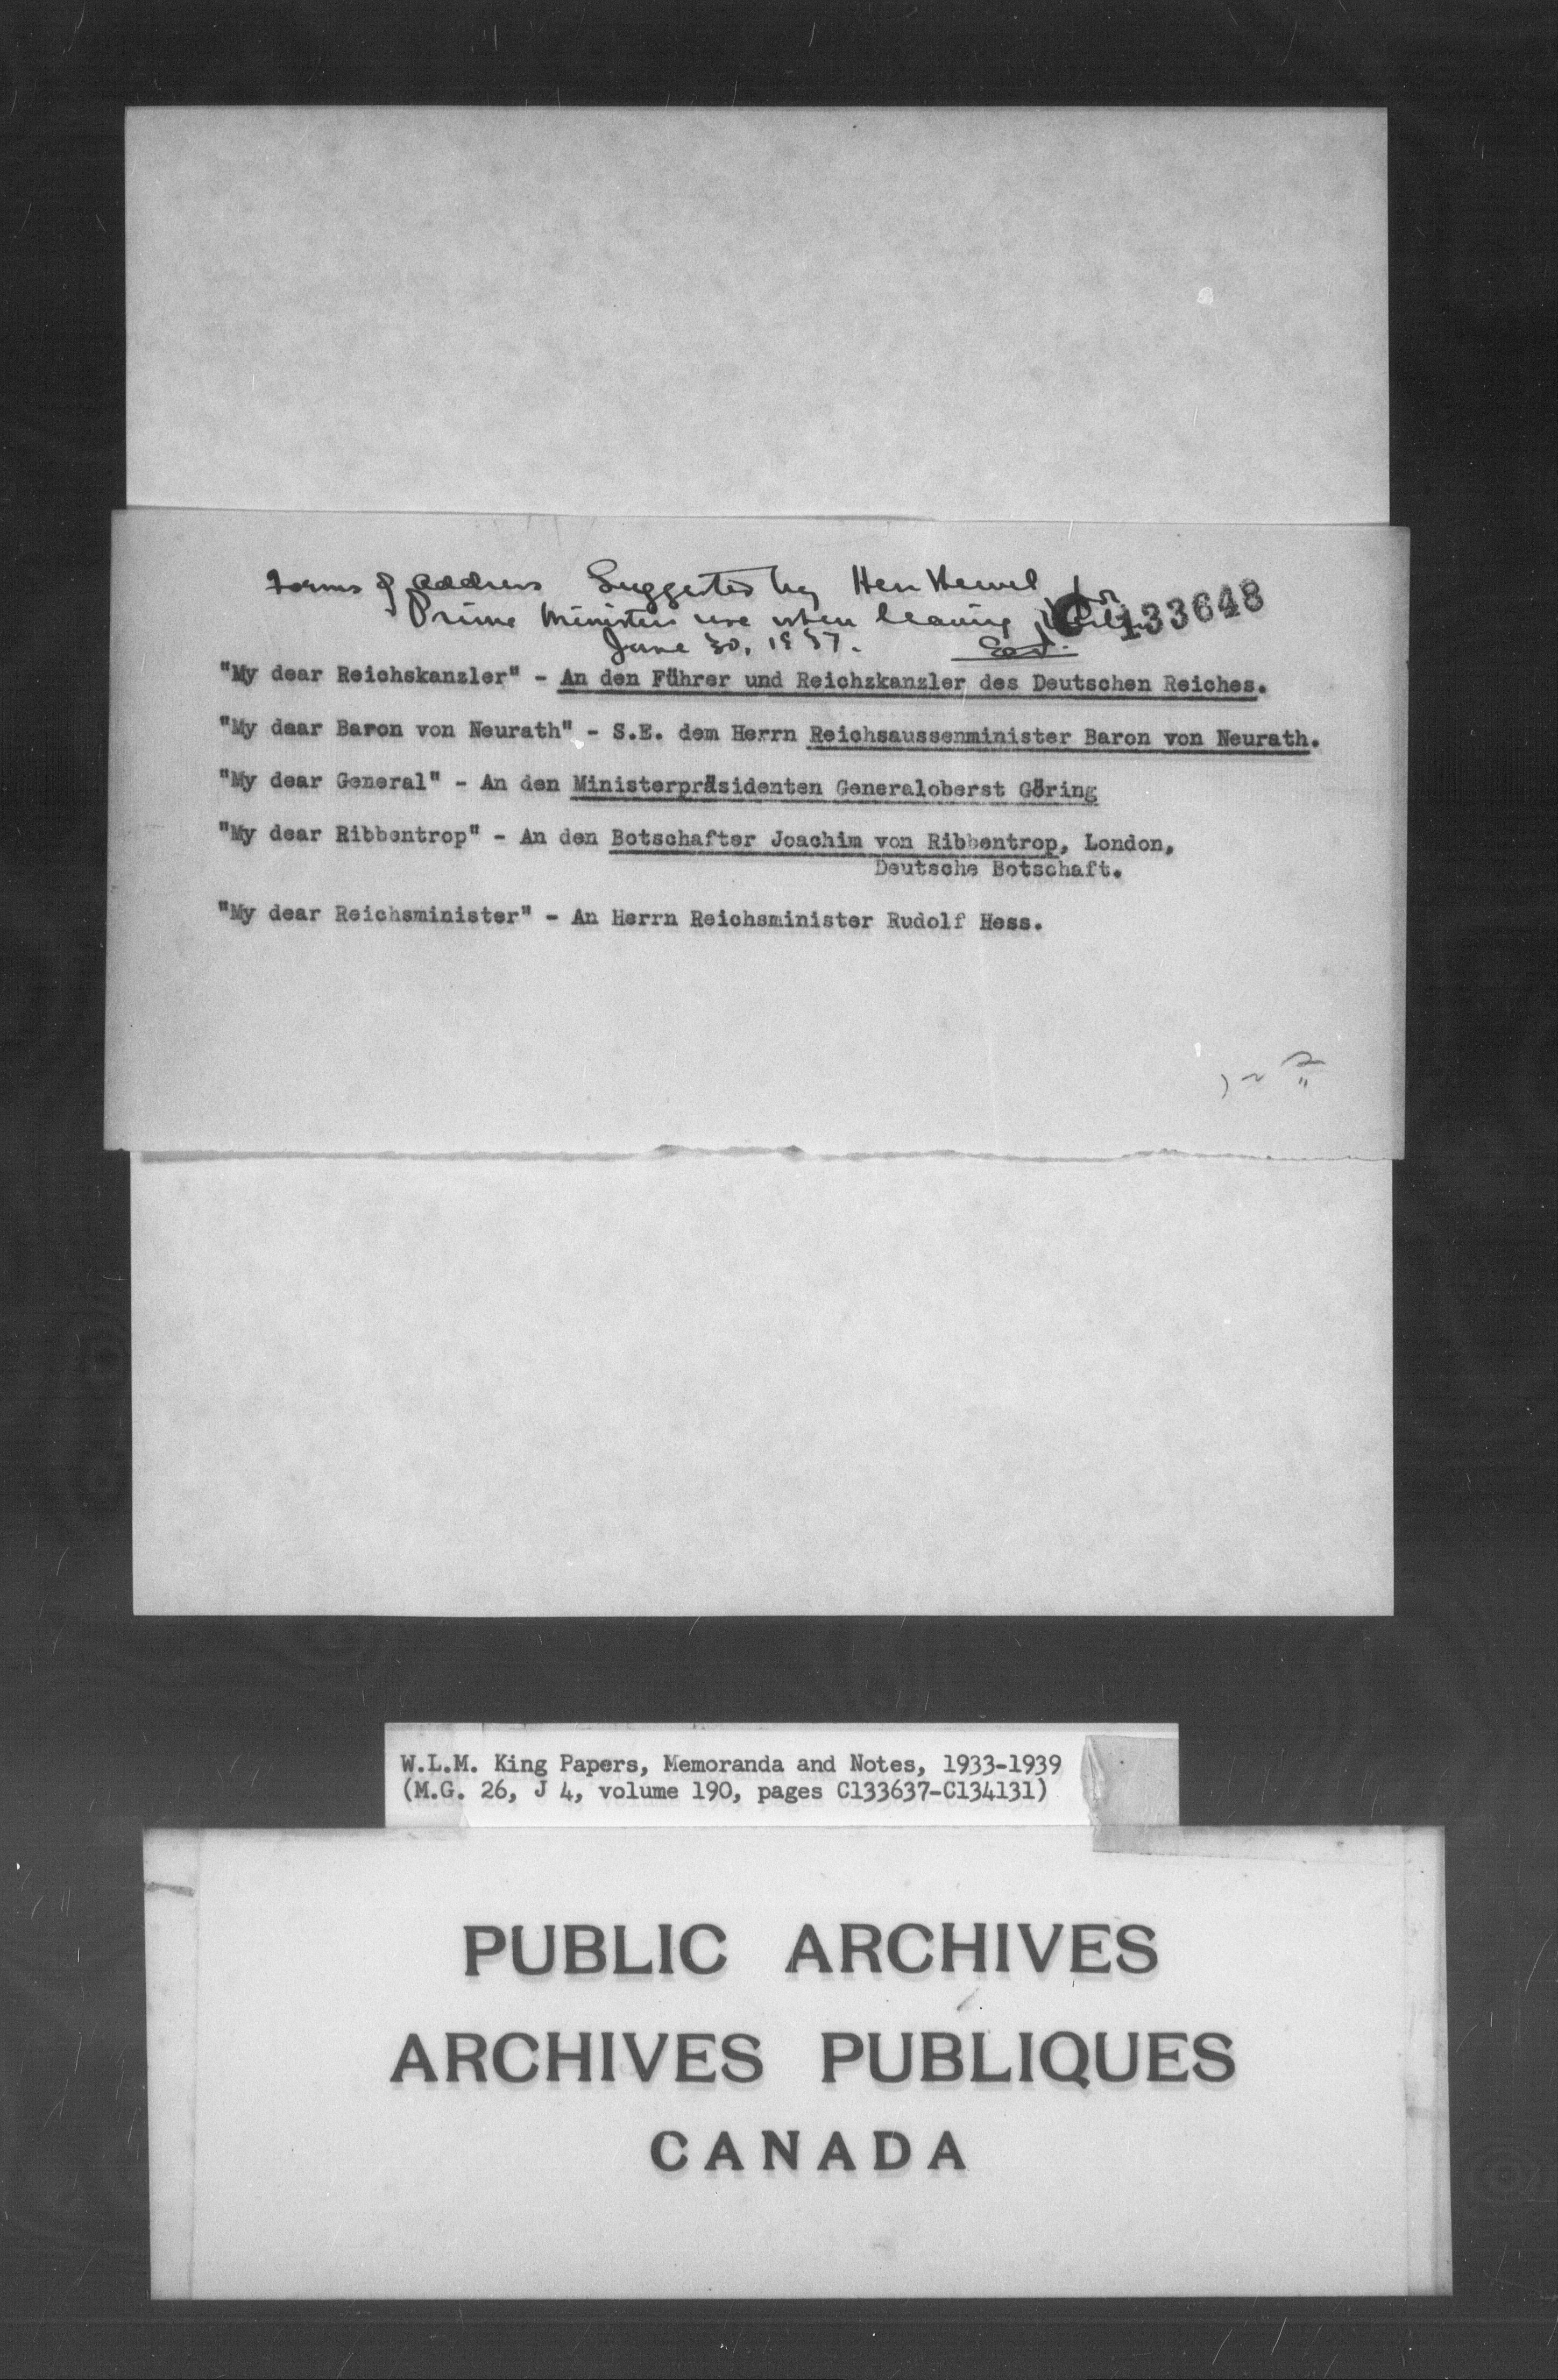 Forms of address Suggested by Herr Hewel for
Prime Ministers use when leaving Berlin
C133648
June 30, 1937.
"My dear Reichskanzler" - An den Führer und Reichzkanzler des Deutschen Reiches.
"My daar Baron von Neurath" - S.E. dem Herrn Reichsaussenminister Baron von Neurath.
"My dear General" - An den Ministerpräsidenten Generaloberst Göring
"My dear Ribbentrop" - An den Botschafter Joachim von Ribbentrop, London,
Deutsche Botschaft.
"My dear Reichsminister" - An Herrn Reichsminister Rudolf Hess.
W.L.M. King Papers, Memoranda and Notes, 1933-1939
(M.G. 26, J 4, volume 190, pages C133637-C134131)
PUBLIC ARCHIVES
ARCHIVES PUBLIQUES
CANADA